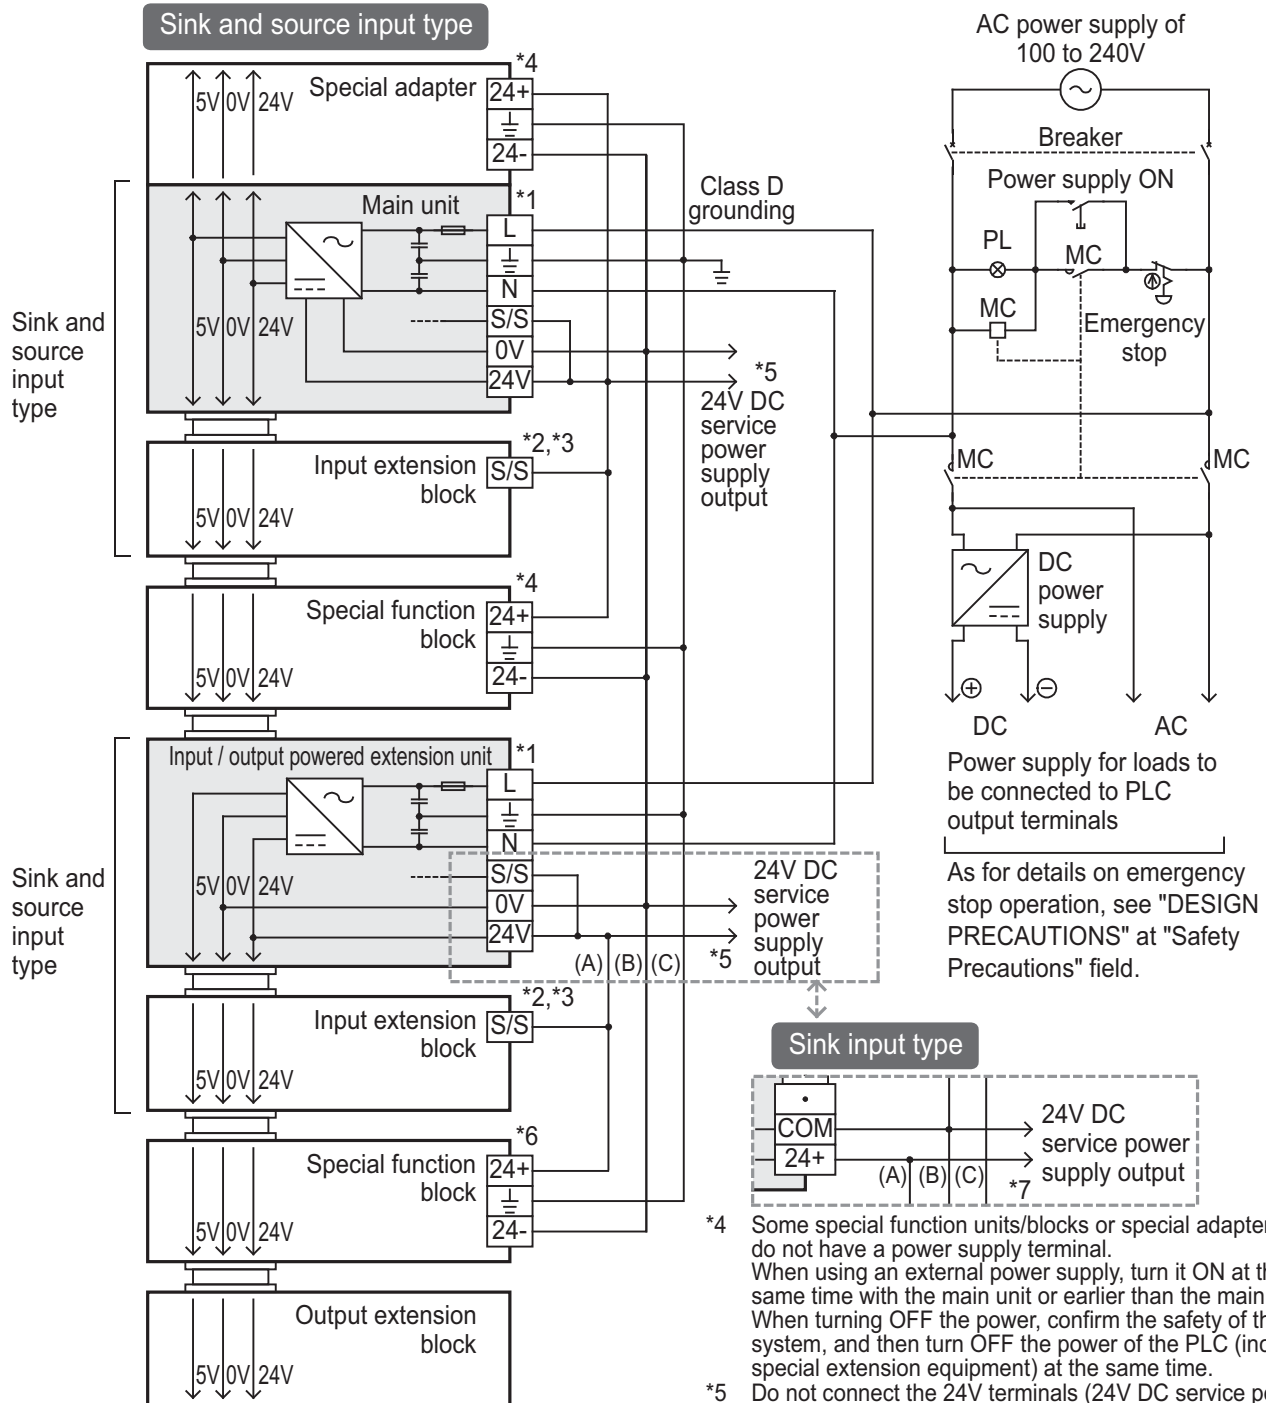 Sink and source input type
AC power supply of
100 to 240V
*4
Special adapter
24+
5V 0V 24V
24-
Breaker
Power supply ON
Class D
grounding
Main unit
*1
L
N
S/S
0V
24V
5V 0V 24V
PL
MC
MC
Emergency
stop
Sink and
source
input
type
*5
24V DC
service
power
supply
output
*2,*3
Input extension
block
S/S
5V 0V 24V
MC
MC
DC
power
supply
*4
Special function
block
24+
24-
5V 0V 24V
DC
AC
Power supply for loads to
be connected to PLC
output terminals
As for details on emergency
stop operation, see "DESIGN
PRECAUTIONS" at "Safety
Precautions" field.
Input / output powered extension unit
*1
L
N
S/S
0V
24V
5V 0V 24V
Sink and
source
input
type
24V DC
service
power
supply
output
*5
(A) (B) (C)
*2,*3
Input extension
block
S/S
5V 0V 24V
Sink input type
COM
24+
24V DC
service power
supply output
(A) (B) (C)
*7
*6
Special function
block
24+
24-
5V 0V 24V
Output extension
block
5V 0V 24V
*4 Some special function units/blocks or special adapter
do not have a power supply terminal.
When using an external power supply, turn it ON at
same time with the main unit or earlier than the main
When turning OFF the power, confirm the safety of
system, and then turn OFF the power of the PLC
special extension equipment) at the same time.
*5 Do not connect the 24V terminals (24V DC service